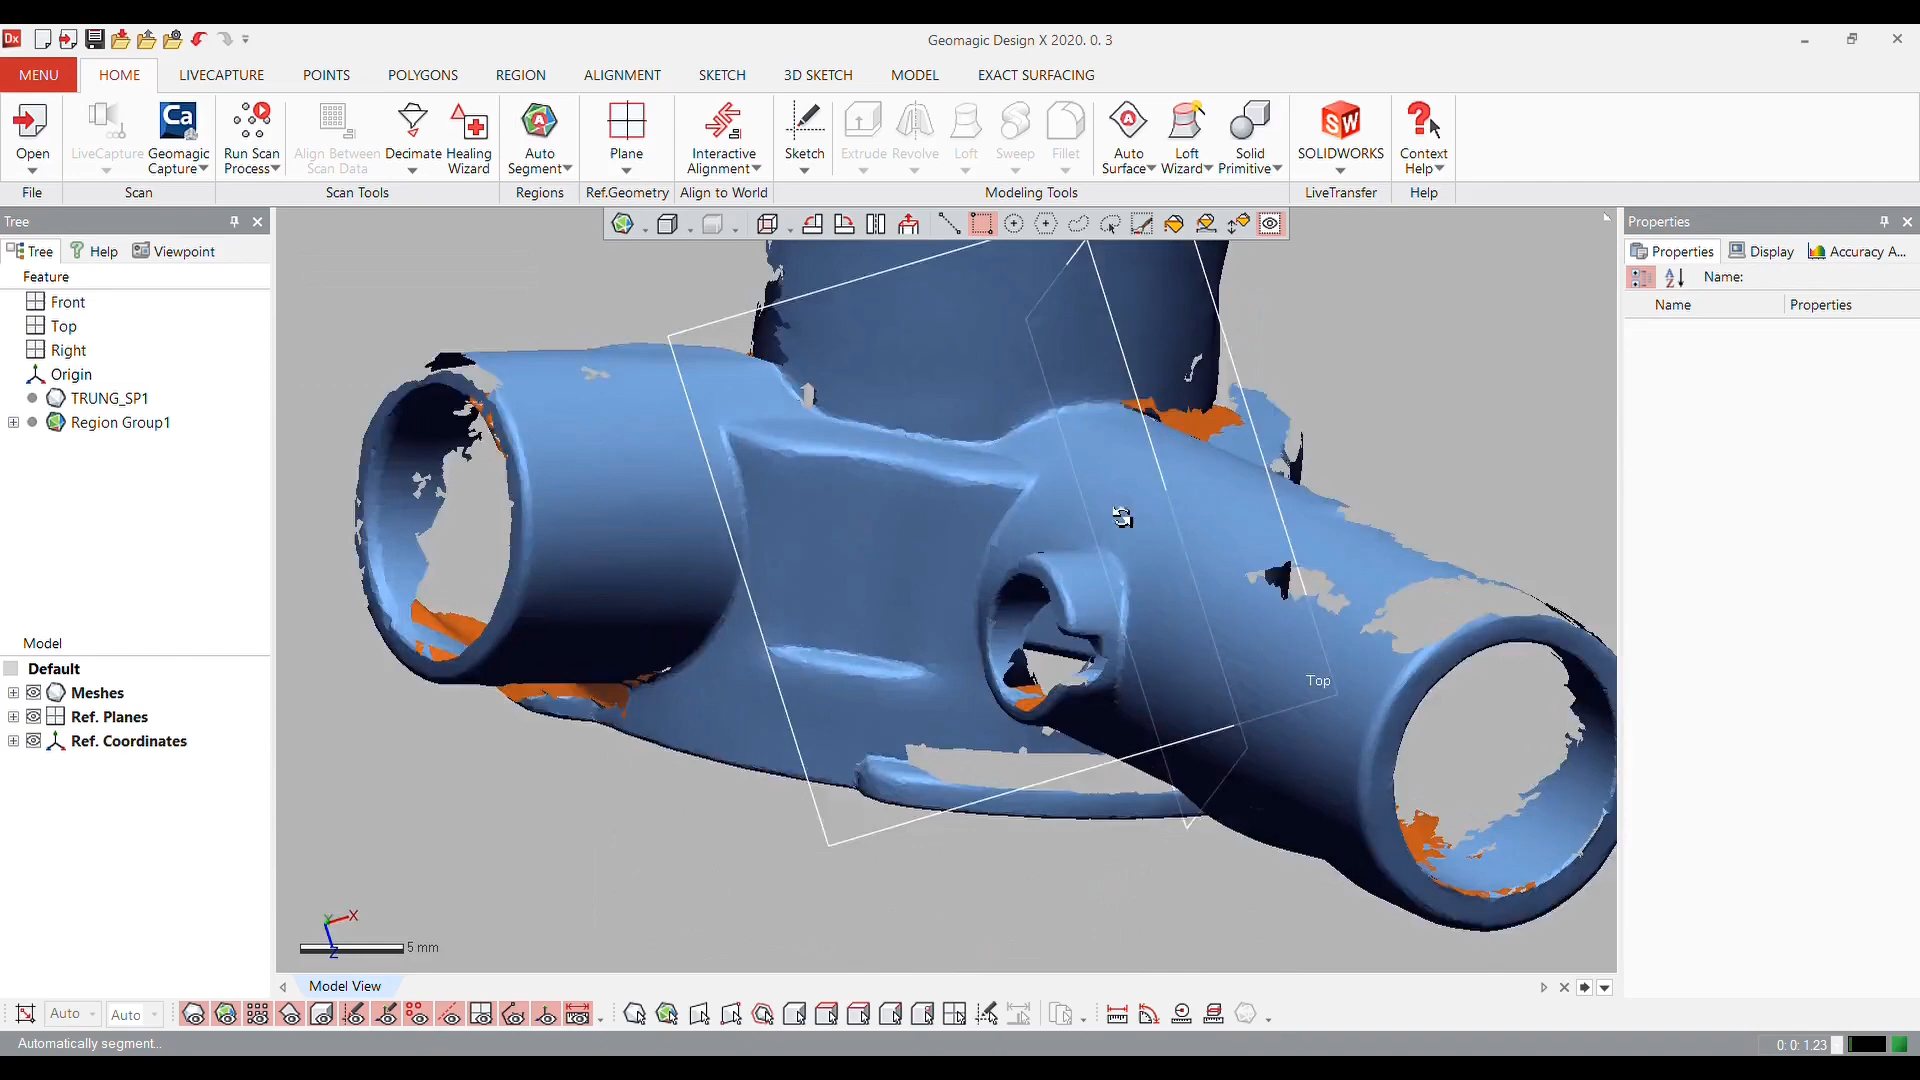 Dx
Geomagic Design X 2020. 0. 3
MENU HOME LIVECAPTURE POINTS POLYGONS REGION ALIGNMENT SKETCH 3D SKETCH MODEL EXACT SURFACING
Open
LiveCapture
Ca
Geomagic
Capture
Run Scan
Process
Align Between
Scan Data
Decimate
Healing
Wizard
Auto
Segment
Plane
Interactive
Alignment
Sketch
Extrude
Revolve
Loft
Sweep
Fillet
Auto
Surface
Loft
Wizard
Solid
Primitive
SW
SOLIDWORKS
Context
Help
File Scan Scan Tools Regions Ref.Geometry Align to World Modeling Tools LiveTransfer Help
Tree
Tree Help Viewpoint
Feature
Front
Top
Right
Origin
TRUNG_SP1
Region Group1
Model
Default
Meshes
Ref. Planes
Ref. Coordinates
Top
X
Y
Z
5 mm
Properties
Properties Display Accuracy A...
Name:
Name Properties
Model View
Auto Auto
Automatically segment...
0: 0: 1.23